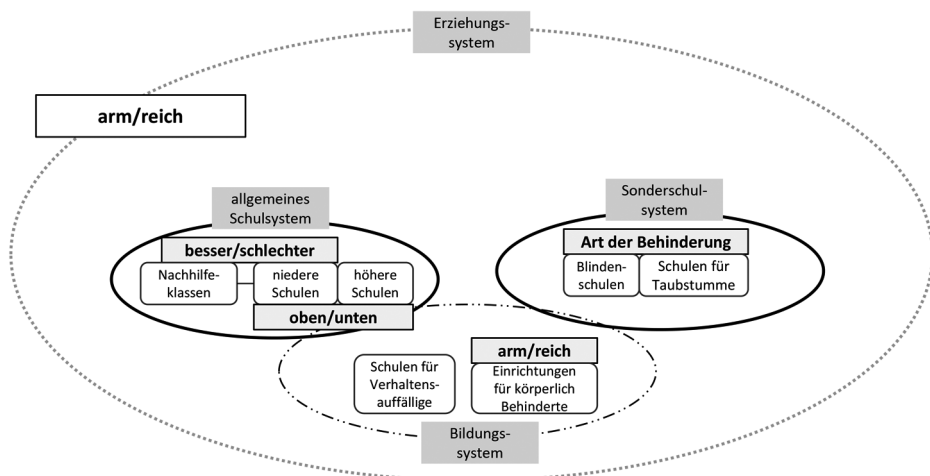 Erziehungs-
system
arm/reich
allgemeines
Schulsystem
besser/schlechter
Nachhilfe-
klassen
niedere
Schulen
höhere
Schulen
oben/unten
Sonderschul-
system
Art der Behinderung
Blinden-
schulen
Schulen für
Taubstumme
Schulen für
Verhaltens-
auffällige
arm/reich
Einrichtungen
für körperlich
Behinderte
Bildungs-
system